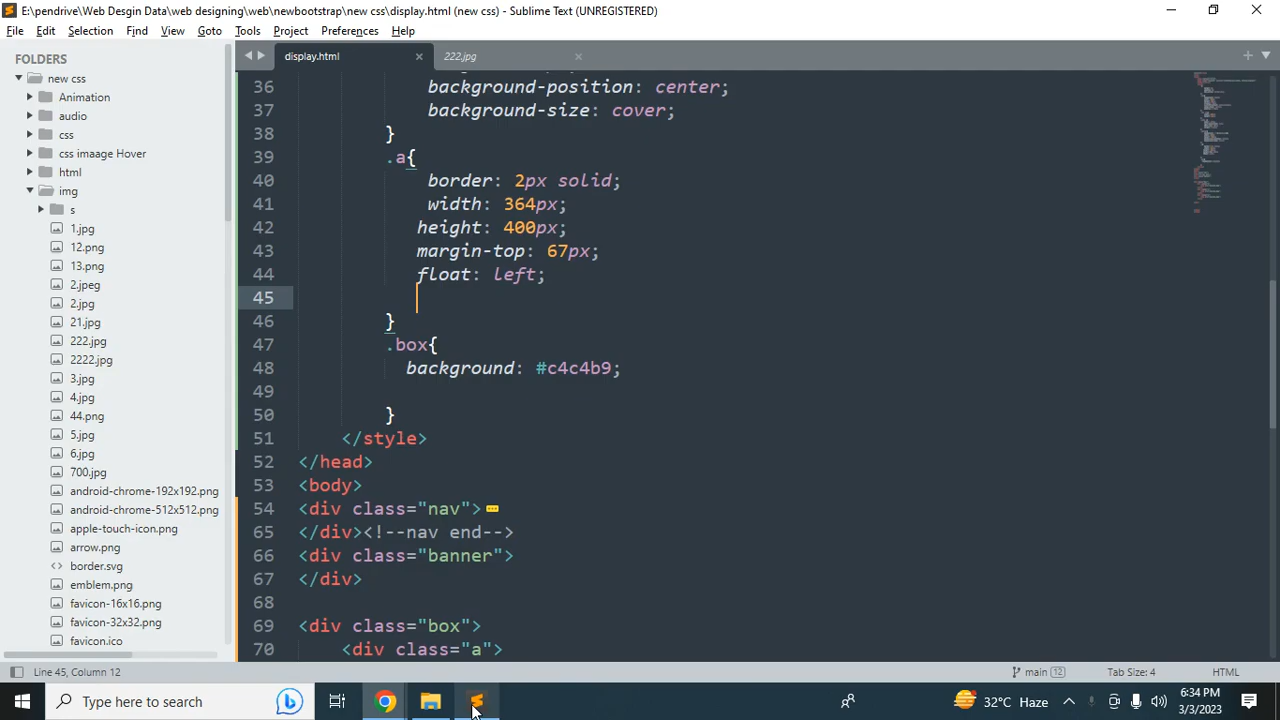 E:\pendrive\Web Desgin Data\web designing\web\newbootstrap\new css\display.html (new css) - Sublime Text (UNREGISTERED)
File Edit Selection Find View Goto Tools Project Preferences Help
FOLDERS
new css
Animation
audio
css
css imaage Hover
html
img
s
1.jpg
12.png
13.png
2.jpeg
2.jpg
21.jpg
222.jpg
2222.jpg
3.jpg
4.jpg
44.png
5.jpg
6.jpg
700.jpg
android-chrome-192x192.png
android-chrome-512x512.png
apple-touch-icon.png
arrow.png
border.svg
emblem.png
favicon-16x16.png
favicon-32x32.png
favicon.ico
display.html 222.jpg
36 background-position: center;
37 background-size: cover;
38 }
39 .a{
40 border: 2px solid;
41 width: 364px;
42 height: 400px;
43 margin-top: 67px;
44 float: left;
45
46 }
47 .box{
48 background: #c4c4b9;
49
50 }
51 </style>
52 </head>
53 <body>
54 <div class="nav">
65 </div><!--nav end-->
66 <div class="banner">
67 </div>
68
69 <div class="box">
70 <div class="a">
Line 45, Column 12 main 12 Tab Size: 4 HTML
Type here to search 32°C Haze 6:34 PM
3/3/2023